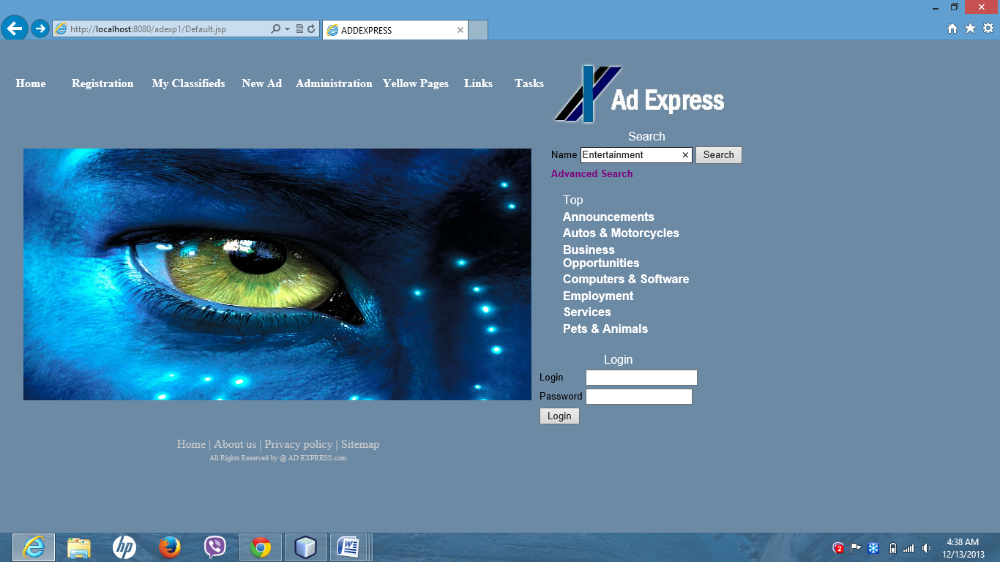 http://localhost:8080/adexp1/Default.jsp
ADDEXPRESS
Home Registration My Classifieds New Ad Administration Yellow Pages Links Tasks
Ad Express
Search
Name Entertainment Search
Advanced Search
Top
Announcements
Autos & Motorcycles
Business
Opportunities
Computers & Software
Employment
Services
Pets & Animals
Login
Login
Password
Login
Home | About us | Privacy policy | Sitemap
All Rights Reserved by @ AD EXPRESS.com
hp
2
4:38 AM
12/13/2013